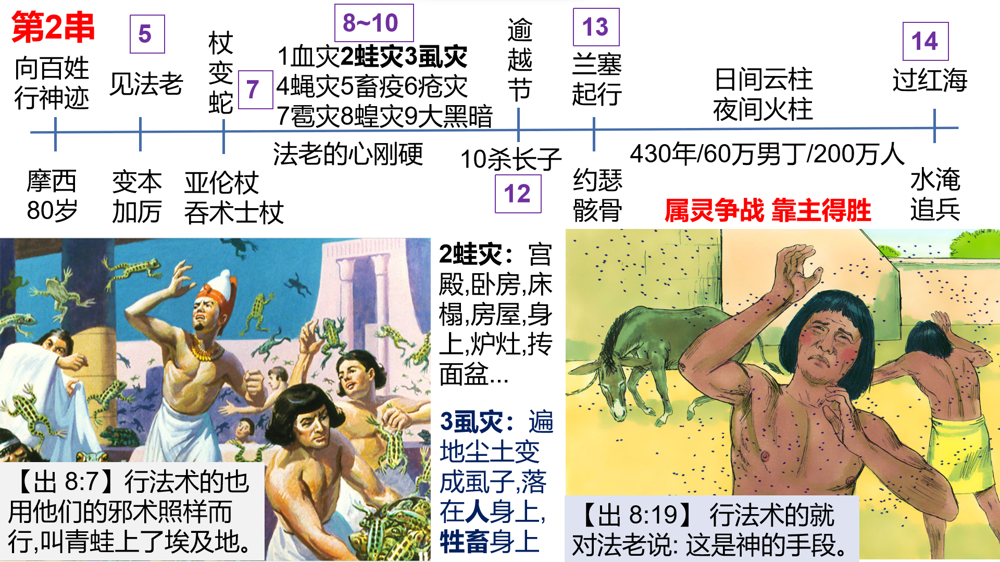 第2串
向百姓
行神迹
5
见法老
杖
变
蛇
7
8~10
1血灾2蛙灾3虱灾
4蝇灾5畜疫6疮灾
7雹灾8蝗灾9大黑暗
逾
越
节
13
兰塞
起行
日间云柱
夜间火柱
14
过红海
摩西
80岁
变本
加厉
亚伦杖
吞术士杖
法老的心刚硬
10杀长子
12
约瑟
骸骨
430年/60万男丁/200万人
属灵争战 靠主得胜
水淹
追兵
2蛙灾：宫
殿,卧房,床
榻,房屋,身
上,炉灶,抟
面盆...
3虱灾：遍
地尘土变
成虱子,落
在人身上,
牲畜身上
【出 8:7】行法术的也
用他们的邪术照样而
行,叫青蛙上了埃及地。
【出 8:19】 行法术的就
对法老说: 这是神的手段。